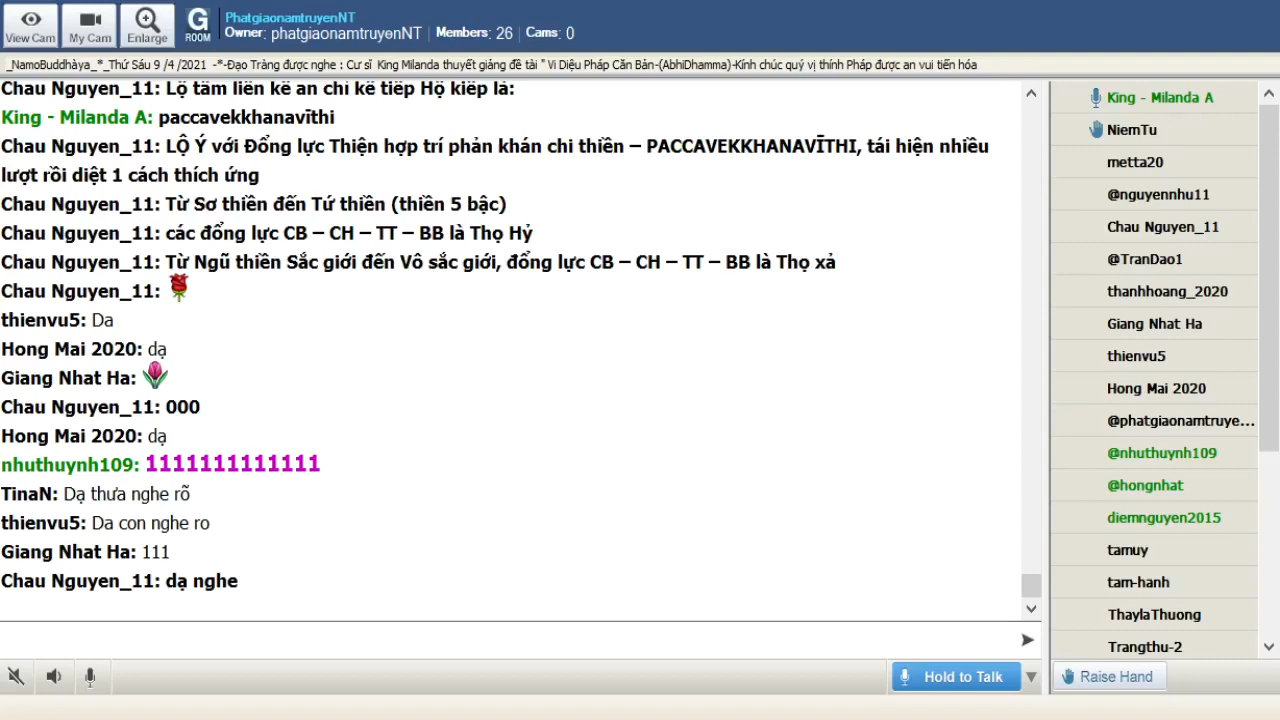 View Cam
My Cam
Enlarge
G
ROOM
PhatgiaonamtruyenNT
Owner: phatgiaonamtruyenNT | Members: 26 | Cams: 0
_NamoBuddhàya_*_Thứ Sáu 9 /4 /2021 -*-Đạo Tràng được nghe : Cư sĩ King Milanda thuyết giảng đề tài " Vi Diệu Pháp Căn Bản-(AbhiDhamma)-Kính chúc quý vị thính Pháp được an vui tiến hóa
Chau Nguyen_11: Lộ tâm liên kế an chỉ kế tiếp Hộ kiếp là:
King - Milanda A: paccavekkhanavīthi
Chau Nguyen_11: LỘ Ý với Đổng lực Thiện hợp trí phản khán chi thiền – PACCAVEKKHANAVĪTHI, tái hiện nhiều
lượt rồi diệt 1 cách thích ứng
Chau Nguyen_11: Từ Sơ thiền đến Tứ thiền (thiền 5 bậc)
Chau Nguyen_11: các đổng lực CB – CH – TT – BB là Thọ Hỷ
Chau Nguyen_11: Từ Ngũ thiền Sắc giới đến Vô sắc giới, đổng lực CB – CH – TT – BB là Thọ xả
Chau Nguyen_11:
thienvu5: Da
Hong Mai 2020: dạ
Giang Nhat Ha:
Chau Nguyen_11: 000
Hong Mai 2020: dạ
nhuthuynh109: 1111111111111
TinaN: Dạ thưa nghe rõ
thienvu5: Da con nghe ro
Giang Nhat Ha: 111
Chau Nguyen_11: dạ nghe
Hold to Talk
King - Milanda A
NiemTu
metta20
@nguyennhu11
Chau Nguyen_11
@TranDao1
thanhhoang_2020
Giang Nhat Ha
thienvu5
Hong Mai 2020
@phatgiaonamtruye...
@nhuthuynh109
@hongnhat
diemnguyen2015
tamuy
tam-hanh
ThaylaThuong
Trangthu-2
Raise Hand